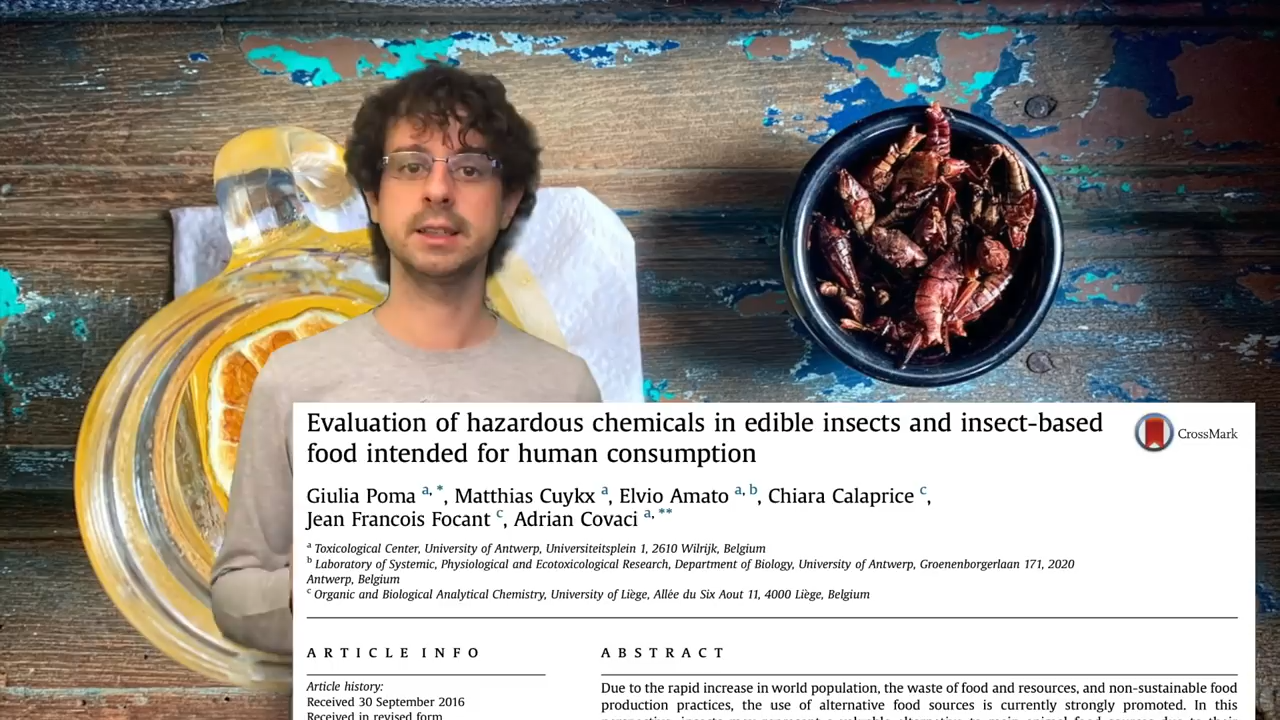 Evaluation of hazardous chemicals in edible insects and insect-based
food intended for human consumption
CrossMark
Giulia Poma a, *, Matthias Cuykx a, Elvio Amato a, b, Chiara Calaprice c,
Jean Francois Focant c, Adrian Covaci a, **
a Toxicological Center, University of Antwerp, Universiteitsplein 1, 2610 Wilrijk, Belgium
b Laboratory of Systemic, Physiological and Ecotoxicological Research, Department of Biology, University of Antwerp, Groenenborgerlaan 171, 2020
Antwerp, Belgium
c Organic and Biological Analytical Chemistry, University of Liège, Allée du Six Aout 11, 4000 Liège, Belgium
ARTICLE INFO
Article history:
Received 30 September 2016
Received in revised form
ABSTRACT
Due to the rapid increase in world population, the waste of food and resources, and non-sustainable food
production practices, the use of alternative food sources is currently strongly promoted. In this